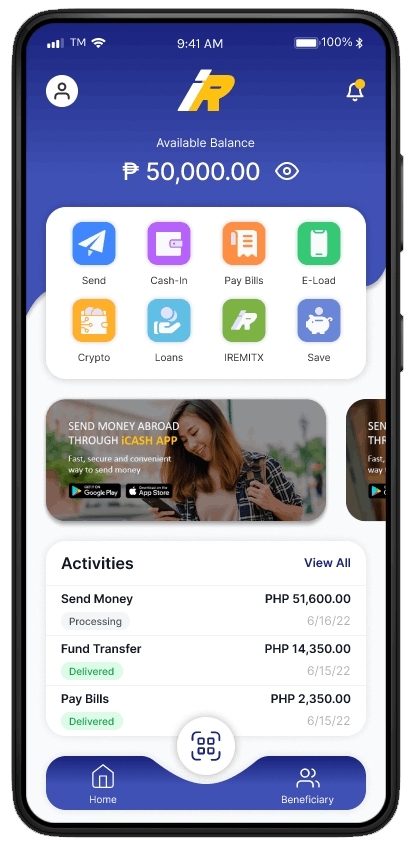 TM 9:41 AM 100%
iR
Available Balance
₱ 50,000.00
Send Cash-In Pay Bills E-Load
Crypto Loans IREMITX Save
SEND MONEY ABROAD
THROUGH iCASH APP
Fast, secure and convenient
way to send money
GET IT ON
Google Play
Download on the
App Store
SEN
THR
Fast,
way t
Activities View All
Send Money PHP 51,600.00
Processing 6/16/22
Fund Transfer PHP 14,350.00
Delivered 6/15/22
Pay Bills PHP 2,350.00
Delivered 6/15/22
Home Beneficiary